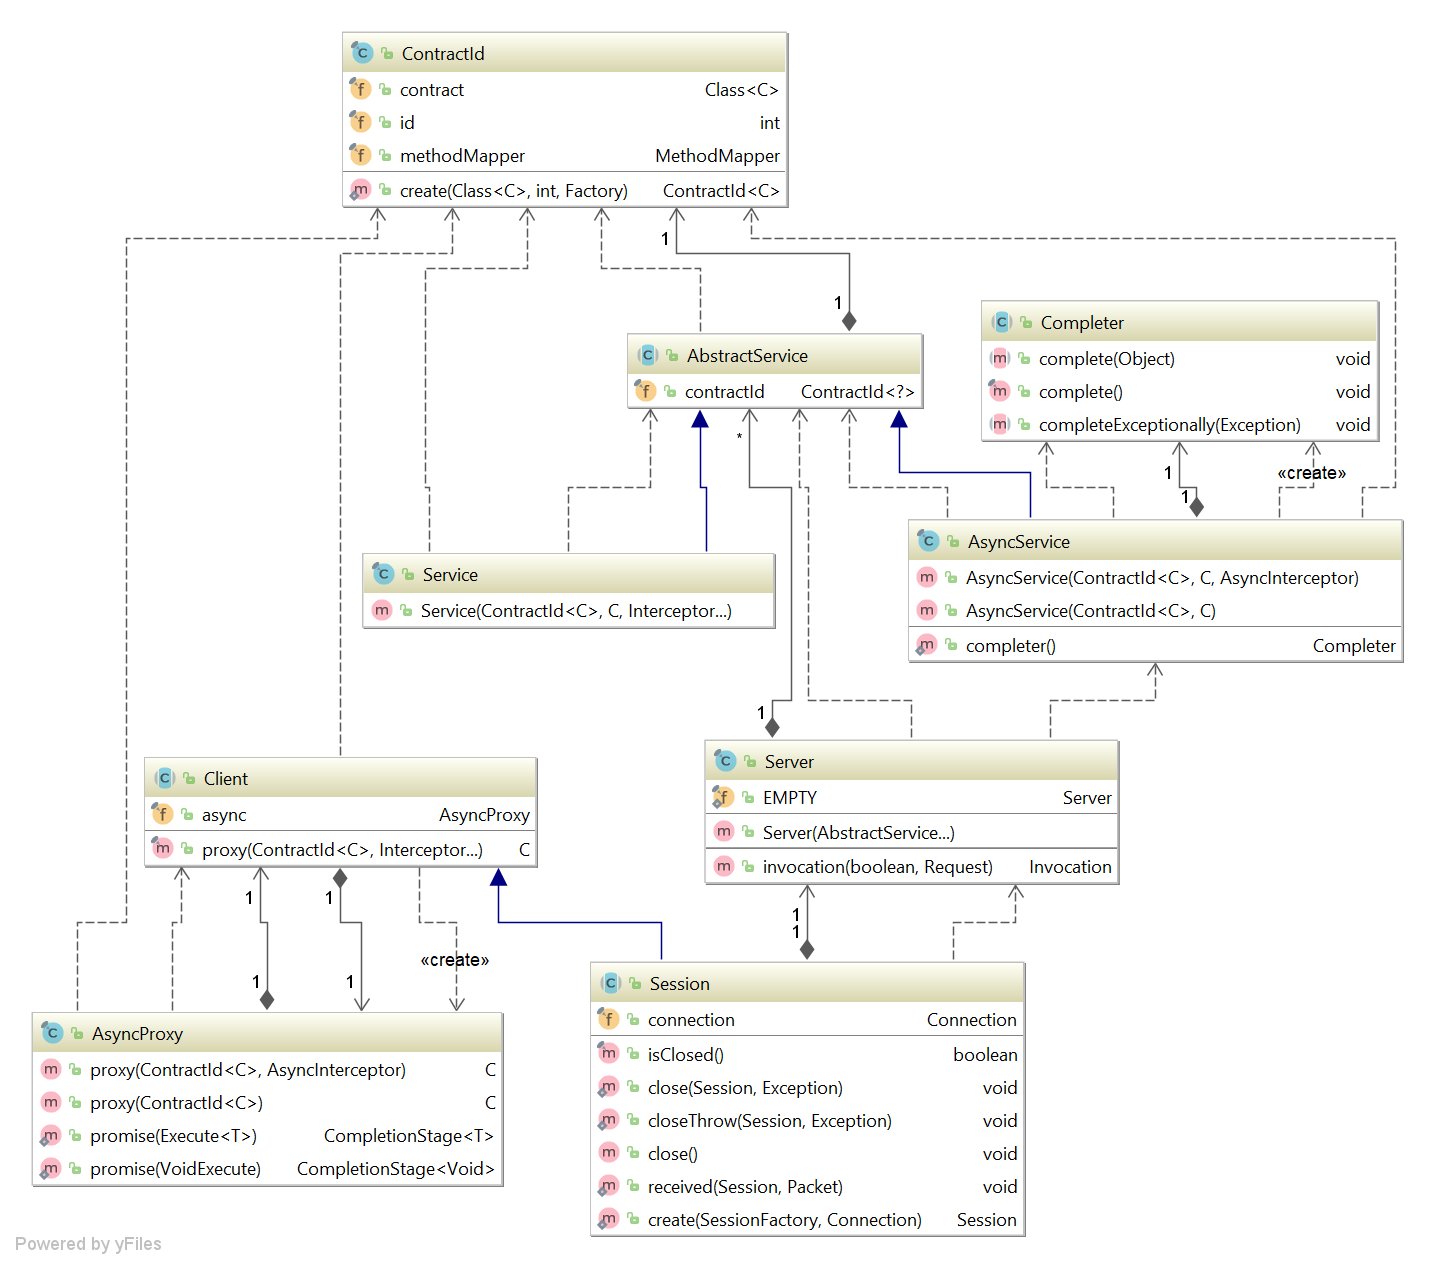 ContractId
contract Class<C>
id int
methodMapper MethodMapper
create(Class<C>, int, Factory) ContractId<C>
1
1
AbstractService
contractId ContractId<?>
Completer
complete(Object) void
complete() void
completeExceptionally(Exception) void
*
1
«create»
1
AsyncService
AsyncService(ContractId<C>, C, AsyncInterceptor)
AsyncService(ContractId<C>, C)
completer() Completer
Service
Service(ContractId<C>, C, Interceptor...)
1
Server
EMPTY Server
Server(AbstractService...)
invocation(boolean, Request) Invocation
Client
async AsyncProxy
proxy(ContractId<C>, Interceptor...) C
1
1
1
1
«create»
1
1
AsyncProxy
proxy(ContractId<C>, AsyncInterceptor) C
proxy(ContractId<C>) C
promise(Execute<T>) CompletionStage<T>
promise(VoidExecute) CompletionStage<Void>
Session
connection Connection
isClosed() boolean
close(Session, Exception) void
closeThrow(Session, Exception) void
close() void
received(Session, Packet) void
create(SessionFactory, Connection) Session
Powered by yFiles